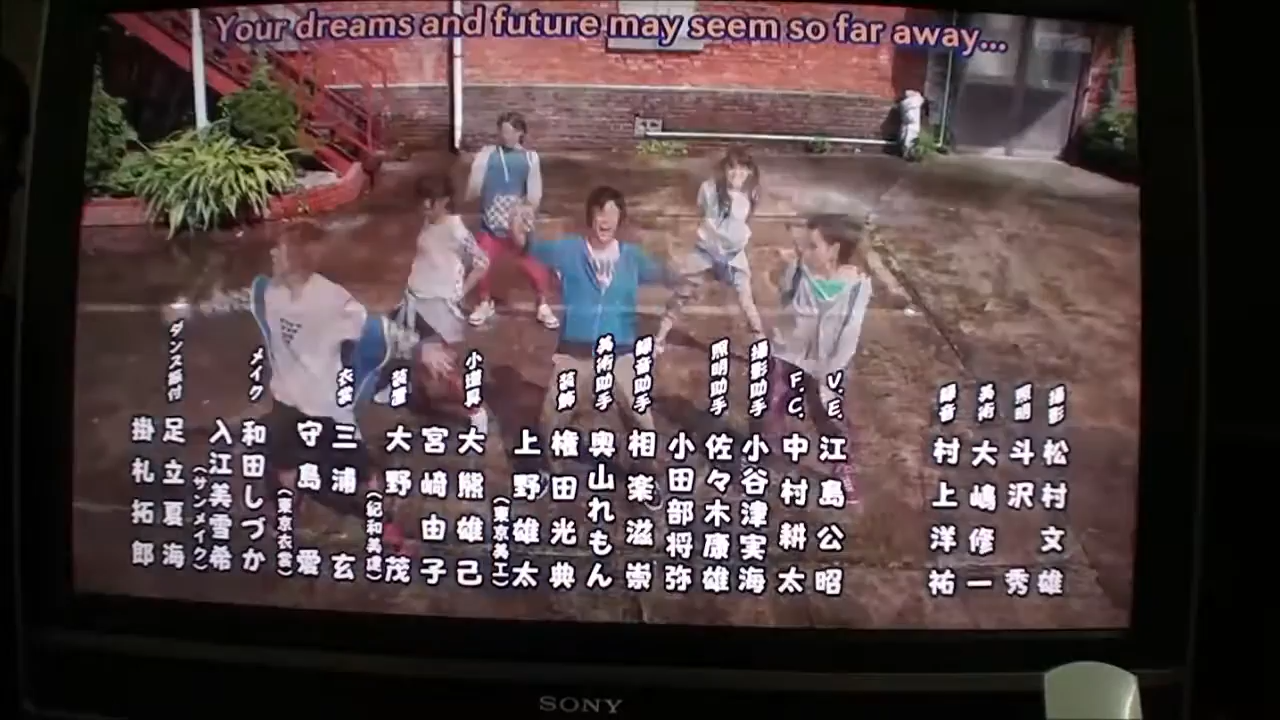 Your dreams and future may seem so far away...
撮影 松村文雄
照明 斗沢 秀
美術 大嶋修一
録音 村上洋祐
V.E. 江島公昭
F.C. 中村耕太
撮影助手 小谷津実海
照明助手 佐々木康雄
小田部将弥
録音助手 相楽滋崇
美術助手 奥山れもん
装飾 権田光典
上野雄太
(東京美工)
小道具 大熊雄己
宮崎由子
大野 茂
(紀和美建)
衣裳 三浦 玄
守島 愛
(東京衣裳)
メイク 和田しづか
入江美雪希
(サンメイク)
ダンス振付 足立夏海
掛札拓郎
SONY